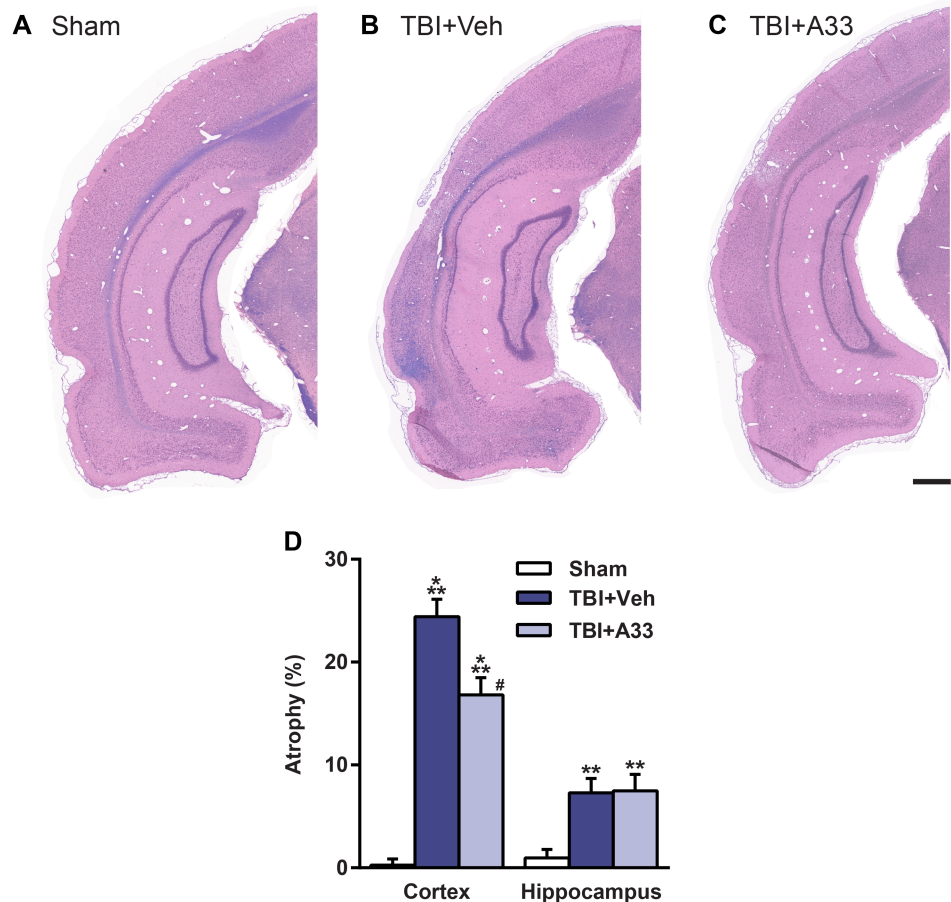 A Sham
B TBI+Veh
C TBI+A33
D
30
20
10
0
Atrophy (%)
Sham
TBI+Veh
TBI+A33
*
**
*
**
#
**
**
Cortex
Hippocampus